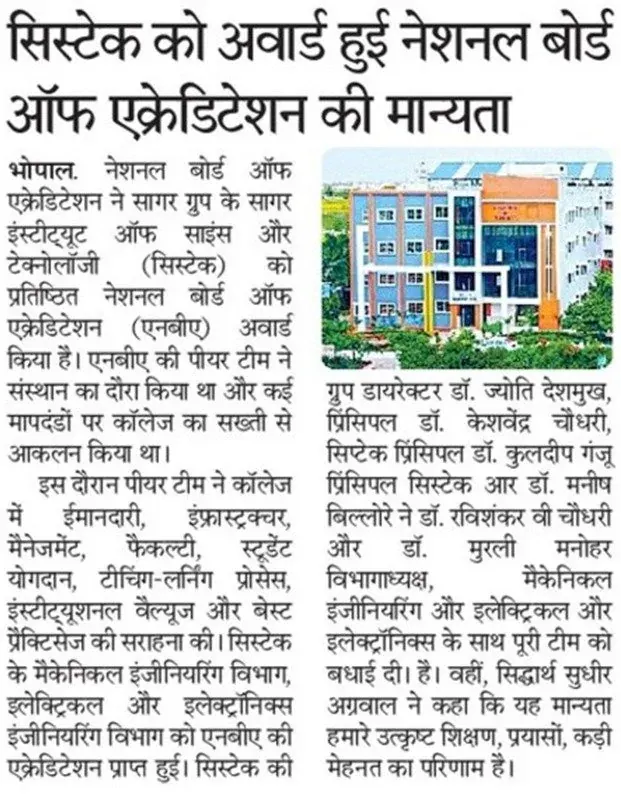 सिस्टेक को अवार्ड हुई नेशनल बोर्ड
ऑफ एक्रेडिटेशन की मान्यता
भोपाल. नेशनल बोर्ड ऑफ
एक्रेडिटेशन ने सागर ग्रुप के सागर
इंस्टीट्यूट ऑफ साइंस और
टेक्नोलॉजी (सिस्टेक) को
प्रतिष्ठित नेशनल बोर्ड ऑफ
एक्रेडिटेशन (एनबीए) अवार्ड
किया है। एनबीए की पीयर टीम ने
संस्थान का दौरा किया था और कई
मापदंडों पर कॉलेज का सख्ती से
आकलन किया था।
इस दौरान पीयर टीम ने कॉलेज
में ईमानदारी, इंफ्रास्ट्रक्चर,
मैनेजमेंट, फैकल्टी, स्टूडेंट
योगदान, टीचिंग-लर्निंग प्रोसेस,
इंस्टीट्यूशनल वैल्यूज और बेस्ट
प्रैक्टिसेज की सराहना की। सिस्टेक
के मैकेनिकल इंजीनियरिंग विभाग,
इलेक्ट्रिकल और इलेक्ट्रॉनिक्स
इंजीनियरिंग विभाग को एनबीए की
एक्रेडिटेशन प्राप्त हुई। सिस्टेक की
ग्रुप डायरेक्टर डॉ. ज्योति देशमुख,
प्रिंसिपल डॉ. केशवेंद्र चौधरी,
सिप्टेक प्रिंसिपल डॉ. कुलदीप गंजू
प्रिंसिपल सिस्टेक आर डॉ. मनीष
बिल्लोरे ने डॉ. रविशंकर वी चौधरी
और डॉ. मुरली मनोहर
विभागाध्यक्ष, मैकेनिकल
इंजीनियरिंग और इलेक्ट्रिकल और
इलेक्ट्रॉनिक्स के साथ पूरी टीम को
बधाई दी। है। वहीं, सिद्धार्थ सुधीर
अग्रवाल ने कहा कि यह मान्यता
हमारे उत्कृष्ट शिक्षण, प्रयासों, कड़ी
मेहनत का परिणाम है।